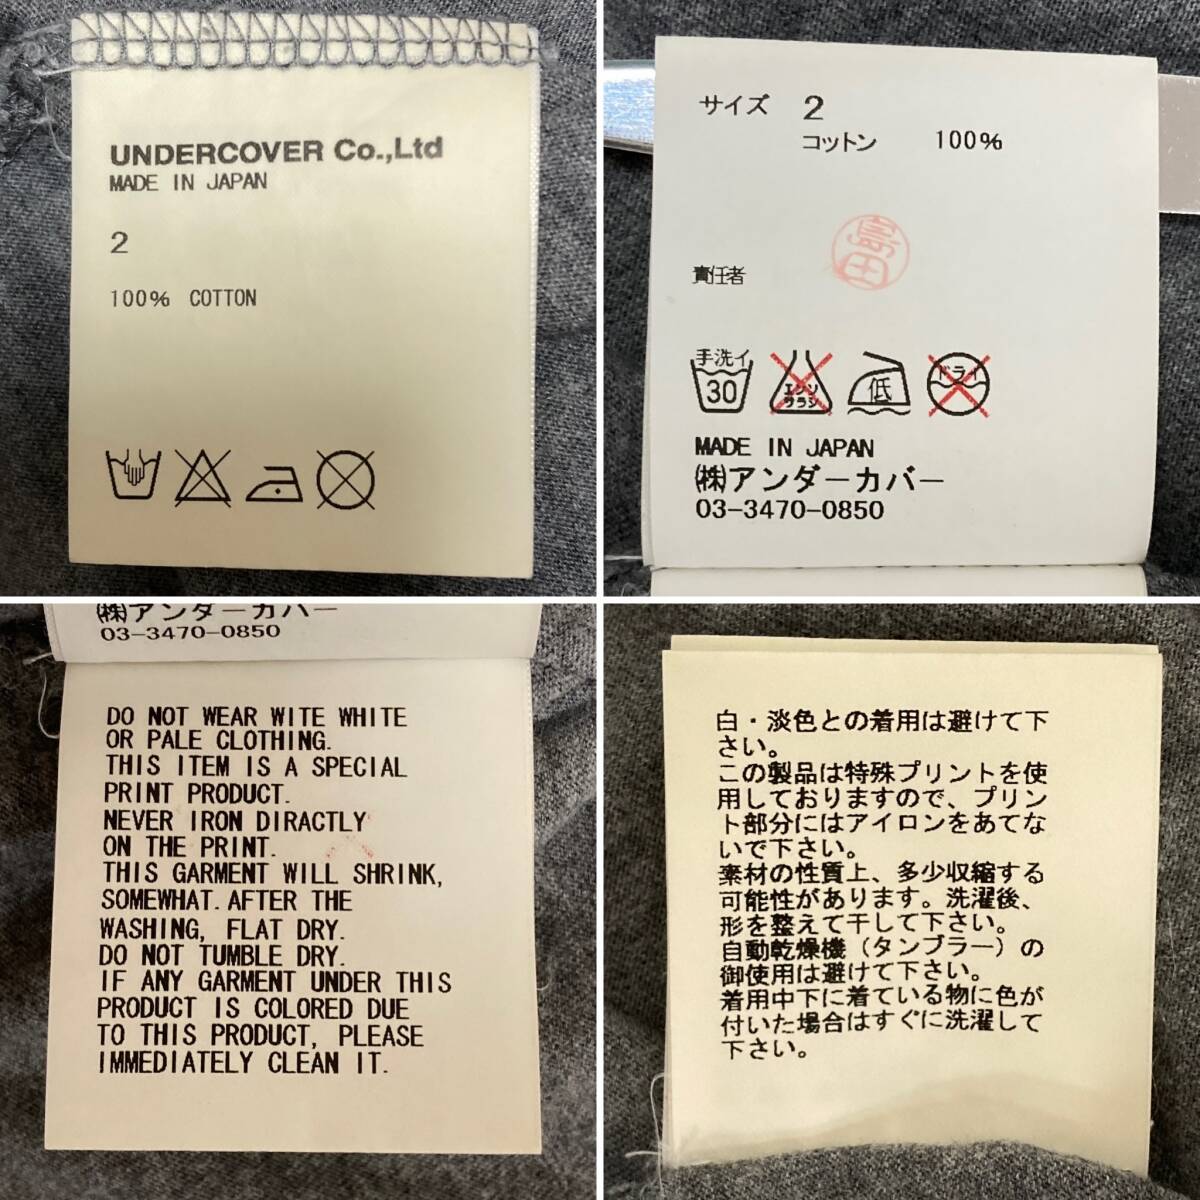 UNDERCOVER Co.,Ltd
MADE IN JAPAN
2
100% COTTON
サイズ 2
コットン 100%
島田
責任者
手洗イ
30
エンソ
サラシ
低
ドライ
MADE IN JAPAN
㈱アンダーカバー
03-3470-0850
㈱アンダーカバー
03-3470-0850
DO NOT WEAR WITE WHITE
OR PALE CLOTHING.
THIS ITEM IS A SPECIAL
PRINT PRODUCT.
NEVER IRON DIRACTLY
ON THE PRINT.
THIS GARMENT WILL SHRINK,
SOMEWHAT. AFTER THE
WASHING, FLAT DRY.
DO NOT TUMBLE DRY.
IF ANY GARMENT UNDER THIS
PRODUCT IS COLORED DUE
TO THIS PRODUCT, PLEASE
IMMEDIATELY CLEAN IT.
白・淡色との着用は避けて下
さい。
この製品は特殊プリントを使
用しておりますので、プリン
ト部分にはアイロンをあてな
いで下さい。
素材の性質上、多少収縮する
可能性があります。洗濯後、
形を整えて干して下さい。
自動乾燥機（タンブラー）の
御使用は避けて下さい。
着用中下に着ている物に色が
付いた場合はすぐに洗濯して
下さい。